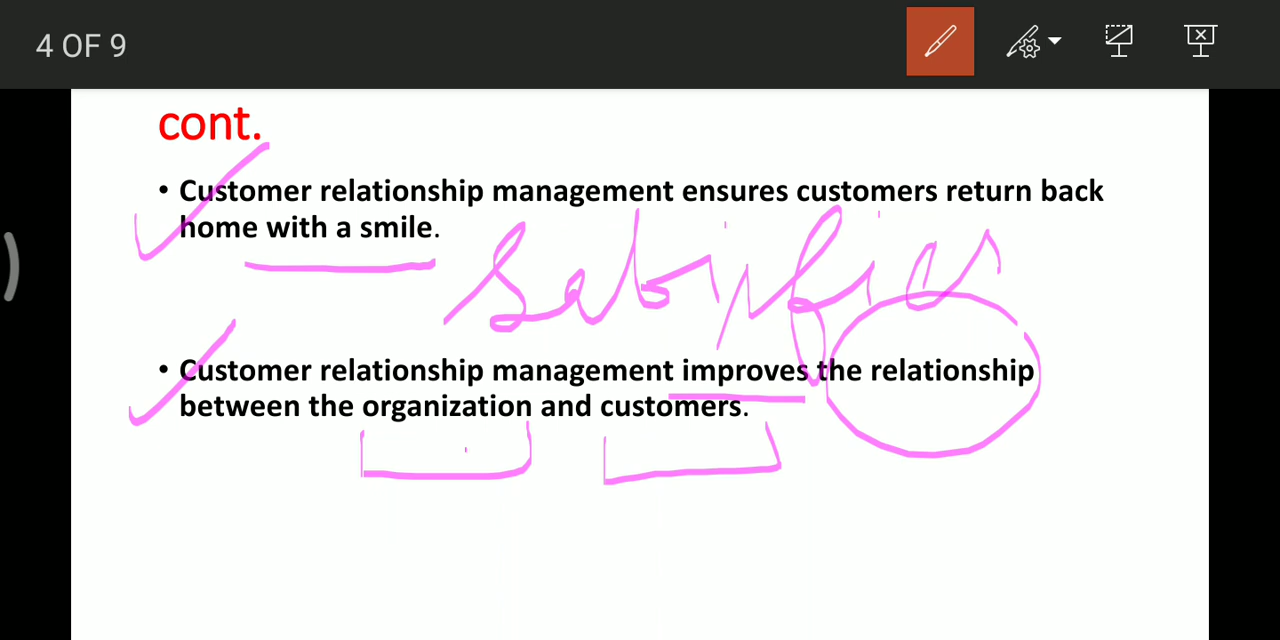 4 OF 9
cont.
• Customer relationship management ensures customers return back
home with a smile.
• Customer relationship management improves the relationship
between the organization and customers.